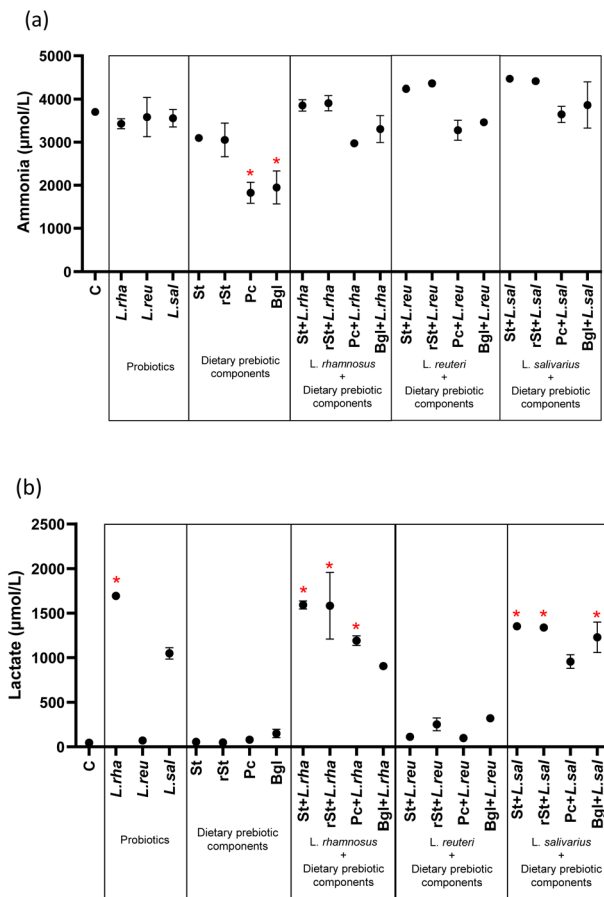 (a)
Ammonia (µmol/L)
5000
4000
3000
2000
1000
0
*
*
C
L.rha
L.reu
L.sal
St
rSt
Pc
Bgl
St+L.rha
rSt+L.rha
Pc+L.rha
Bgl+L.rha
St+L.reu
rSt+L.reu
Pc+L.reu
Bgl+L.reu
St+L.sal
rSt+L.sal
Pc+L.sal
Bgl+L.sal
Probiotics
Dietary prebiotic
components
L. rhamnosus
+
Dietary prebiotic
components
L. reuteri
+
Dietary prebiotic
components
L. salivarius
+
Dietary prebiotic
components
(b)
Lactate (µmol/L)
2500
2000
1500
1000
500
0
*
*
*
*
*
*
*
C
L.rha
L.reu
L.sal
St
rSt
Pc
Bgl
St+L.rha
rSt+L.rha
Pc+L.rha
Bgl+L.rha
St+L.reu
rSt+L.reu
Pc+L.reu
Bgl+L.reu
St+L.sal
rSt+L.sal
Pc+L.sal
Bgl+L.sal
Probiotics
Dietary prebiotic
components
L. rhamnosus
+
Dietary prebiotic
components
L. reuteri
+
Dietary prebiotic
components
L. salivarius
+
Dietary prebiotic
components